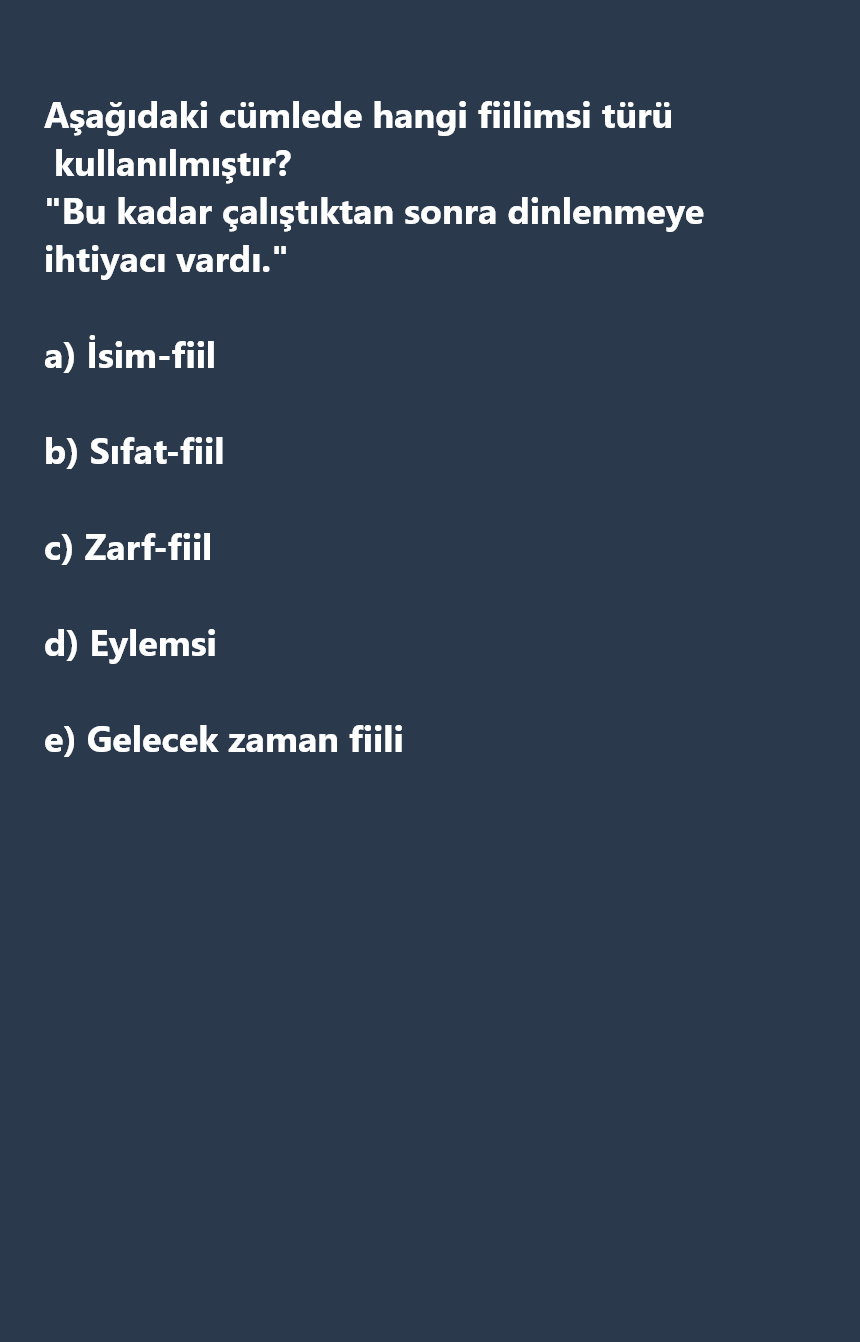 Aşağıdaki cümlede hangi fiilimsi türü
kullanılmıştır?
"Bu kadar çalıştıktan sonra dinlenmeye
ihtiyacı vardı."
a) İsim-fiil
b) Sıfat-fiil
c) Zarf-fiil
d) Eylemsi
e) Gelecek zaman fiili